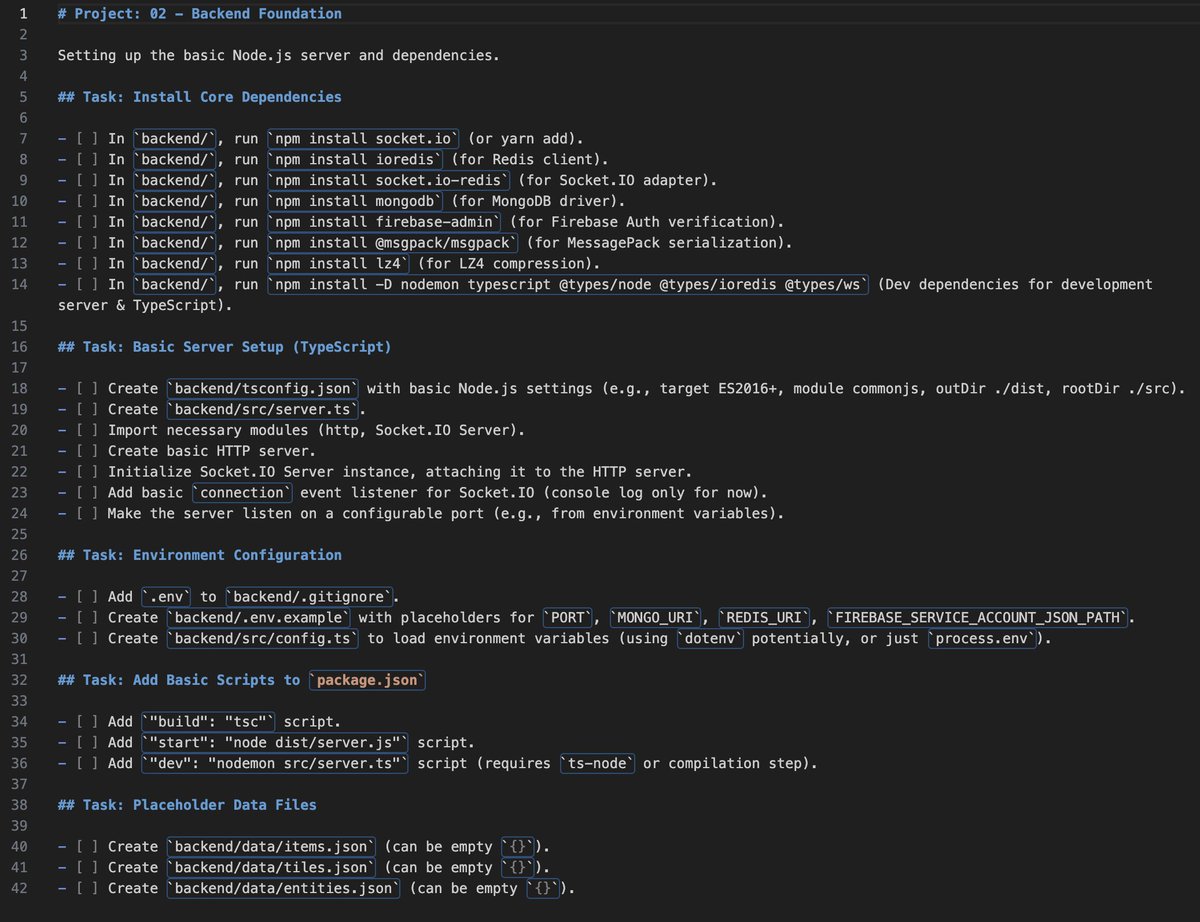 1 # Project: 02 - Backend Foundation
2
3 Setting up the basic Node.js server and dependencies.
4
5 ## Task: Install Core Dependencies
6
7 - [ ] In `backend/`, run `npm install socket.io` (or yarn add).
8 - [ ] In `backend/`, run `npm install ioredis` (for Redis client).
9 - [ ] In `backend/`, run `npm install socket.io-redis` (for Socket.IO adapter).
10 - [ ] In `backend/`, run `npm install mongodb` (for MongoDB driver).
11 - [ ] In `backend/`, run `npm install firebase-admin` (for Firebase Auth verification).
12 - [ ] In `backend/`, run `npm install @msgpack/msgpack` (for MessagePack serialization).
13 - [ ] In `backend/`, run `npm install lz4` (for LZ4 compression).
14 - [ ] In `backend/`, run `npm install -D nodemon typescript @types/node @types/ioredis @types/ws` (Dev dependencies for development
server & TypeScript).
15
16 ## Task: Basic Server Setup (TypeScript)
17
18 - [ ] Create `backend/tsconfig.json` with basic Node.js settings (e.g., target ES2016+, module commonjs, outDir ./dist, rootDir ./src).
19 - [ ] Create `backend/src/server.ts`.
20 - [ ] Import necessary modules (http, Socket.IO Server).
21 - [ ] Create basic HTTP server.
22 - [ ] Initialize Socket.IO Server instance, attaching it to the HTTP server.
23 - [ ] Add basic `connection` event listener for Socket.IO (console log only for now).
24 - [ ] Make the server listen on a configurable port (e.g., from environment variables).
25
26 ## Task: Environment Configuration
27
28 - [ ] Add `.env` to `backend/.gitignore`.
29 - [ ] Create `backend/.env.example` with placeholders for `PORT`, `MONGO_URI`, `REDIS_URI`, `FIREBASE_SERVICE_ACCOUNT_JSON_PATH`.
30 - [ ] Create `backend/src/config.ts` to load environment variables (using `dotenv` potentially, or just `process.env`).
31
32 ## Task: Add Basic Scripts to `package.json`
33
34 - [ ] Add `"build": "tsc"` script.
35 - [ ] Add `"start": "node dist/server.js"` script.
36 - [ ] Add `"dev": "nodemon src/server.ts"` script (requires `ts-node` or compilation step).
37
38 ## Task: Placeholder Data Files
39
40 - [ ] Create `backend/data/items.json` (can be empty `{}`).
41 - [ ] Create `backend/data/tiles.json` (can be empty `{}`).
42 - [ ] Create `backend/data/entities.json` (can be empty `{}`).